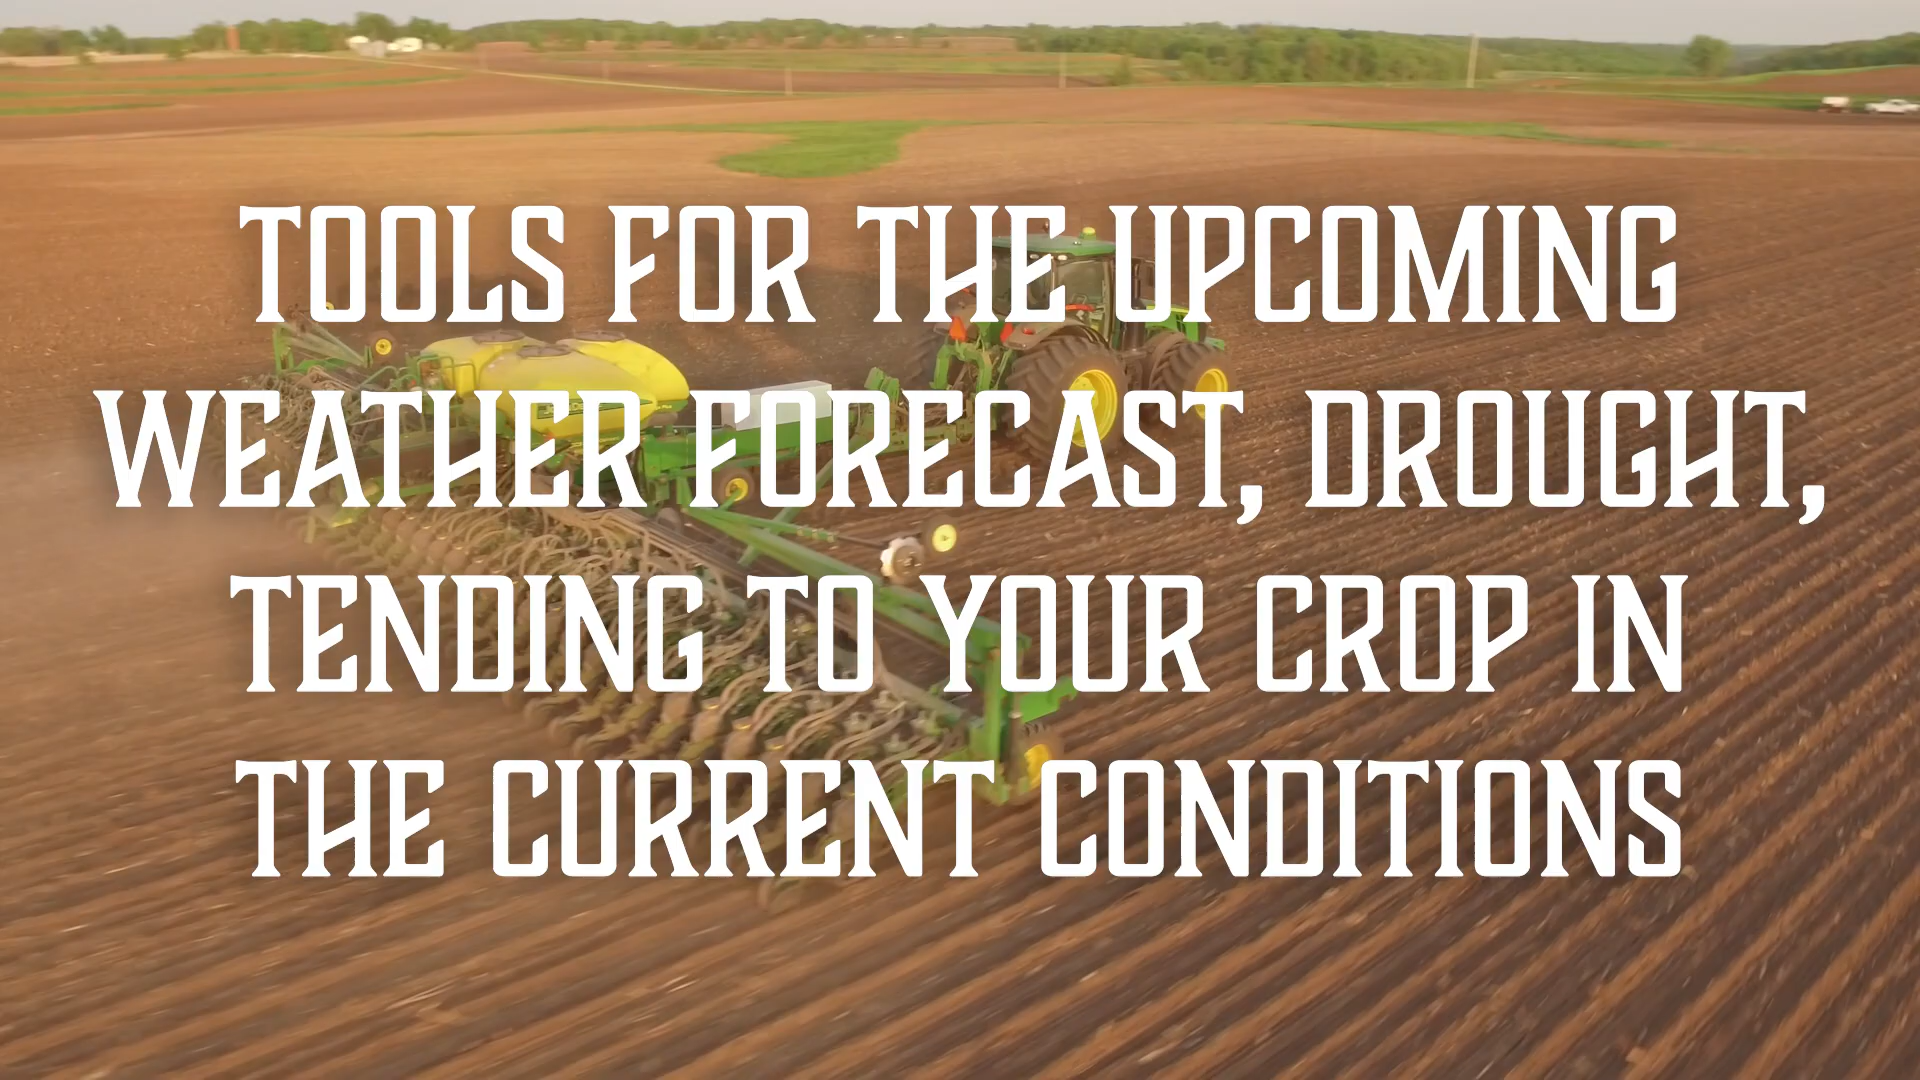 TOOLS FOR THE UPCOMING
WEATHER FORECAST, DROUGHT,
TENDING TO YOUR CROP IN
THE CURRENT CONDITIONS